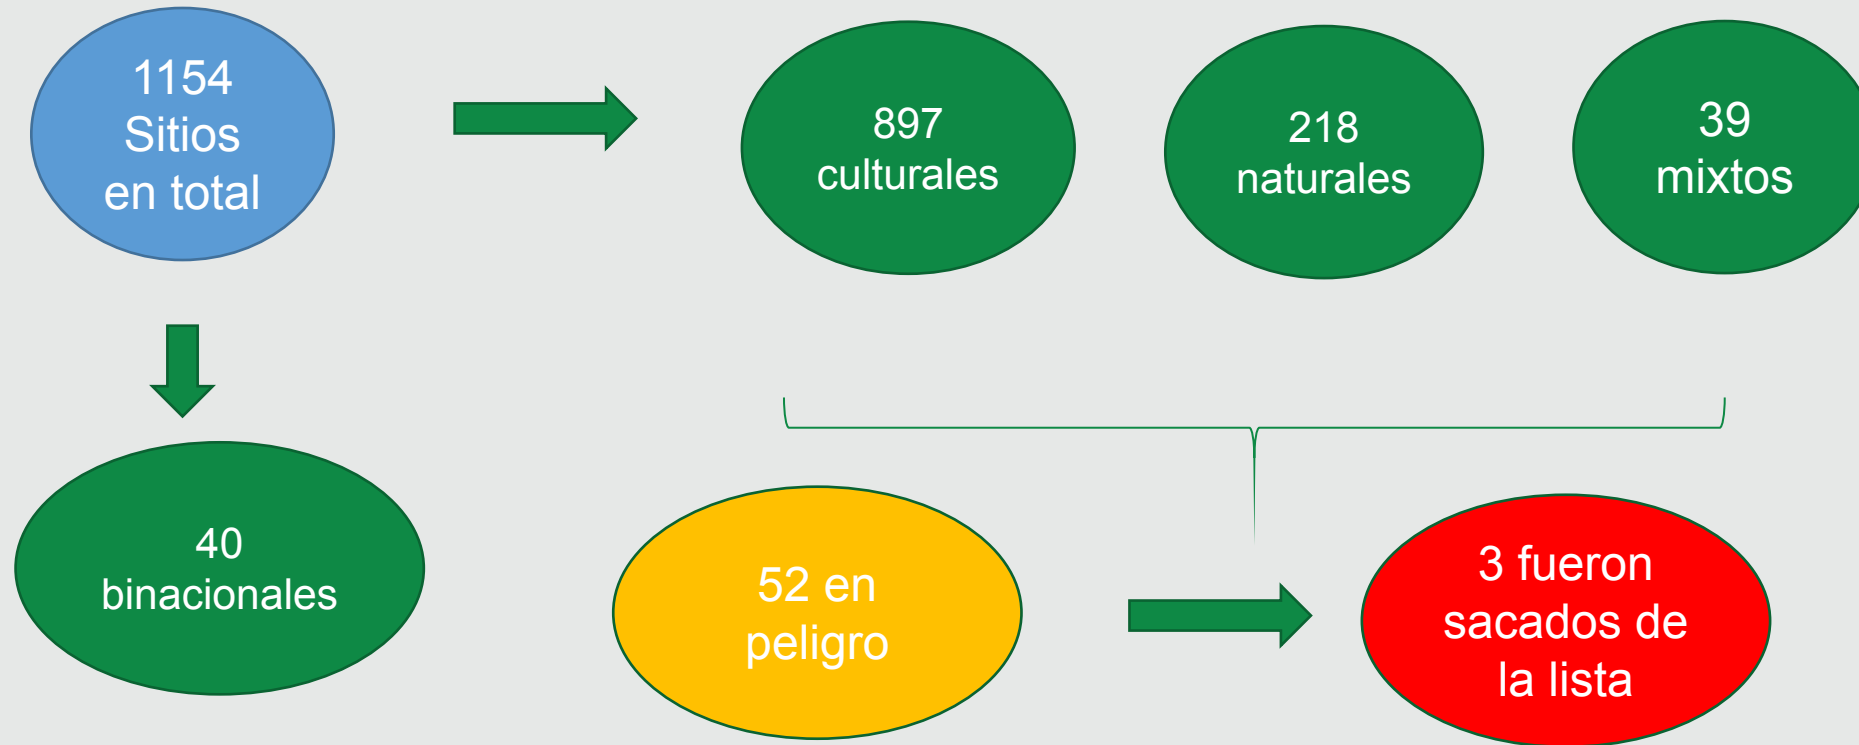 1154
Sitios
en total
897
culturales
218
naturales
39
mixtos
40
binacionales
52 en
peligro
3 fueron
sacados de
la lista